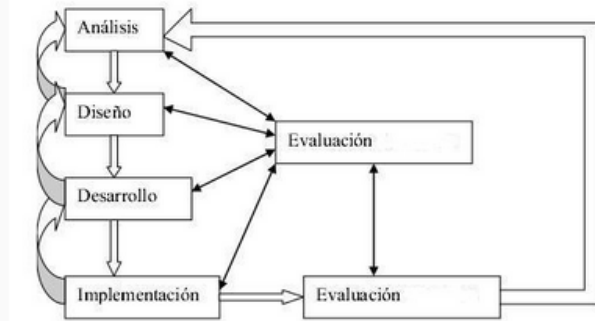 Análisis
Diseño
Evaluación
Desarrollo
Implementación
Evaluación